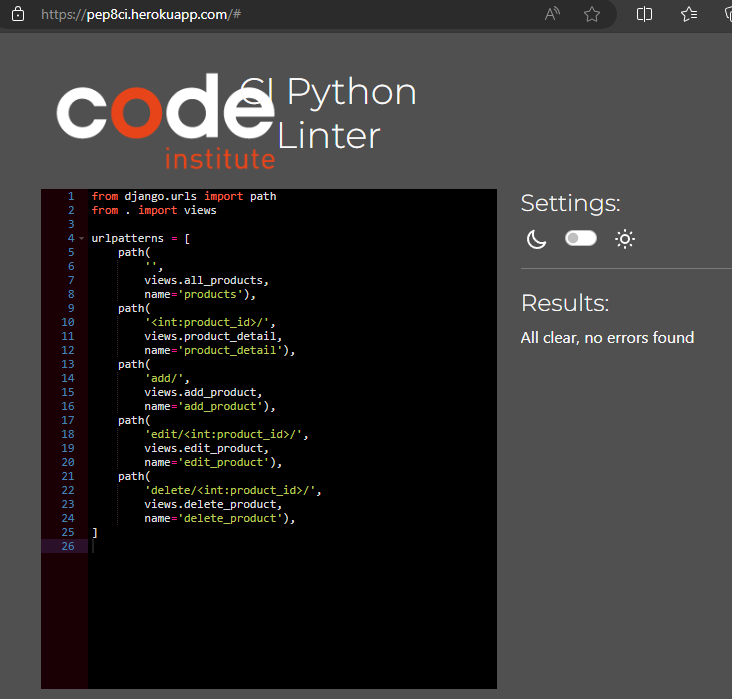 https://pep8ci.herokuapp.com/#
code
institute
CI Python
Linter
1 from django.urls import path
2 from . import views
3
4 urlpatterns = [
5     path(
6         '',
7         views.all_products,
8         name='products'),
9     path(
10         '<int:product_id>/',
11         views.product_detail,
12         name='product_detail'),
13     path(
14         'add/',
15         views.add_product,
16         name='add_product'),
17     path(
18         'edit/<int:product_id>/',
19         views.edit_product,
20         name='edit_product'),
21     path(
22         'delete/<int:product_id>/',
23         views.delete_product,
24         name='delete_product'),
25 ]
26
Settings:
Results:
All clear, no errors found